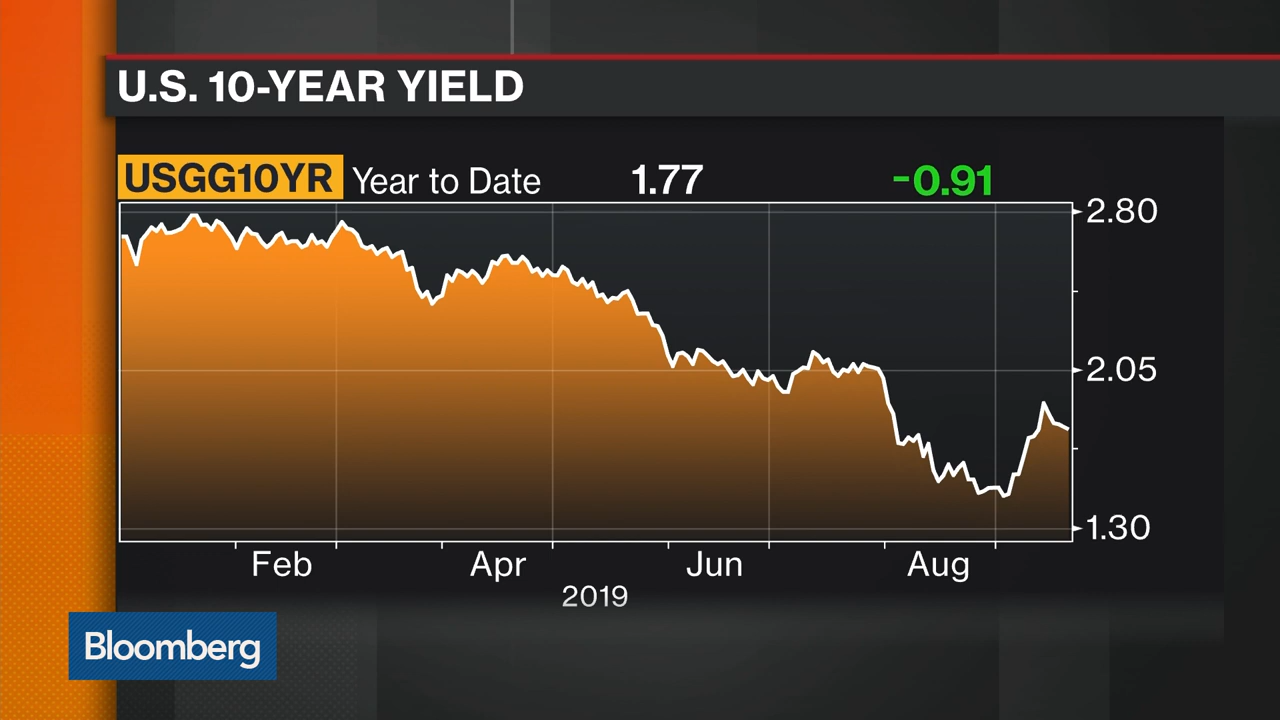 U.S. 10-YEAR YIELD
USGG10YR Year to Date 1.77 -0.91
2.80
2.05
1.30
Feb Apr Jun Aug
2019
Bloomberg